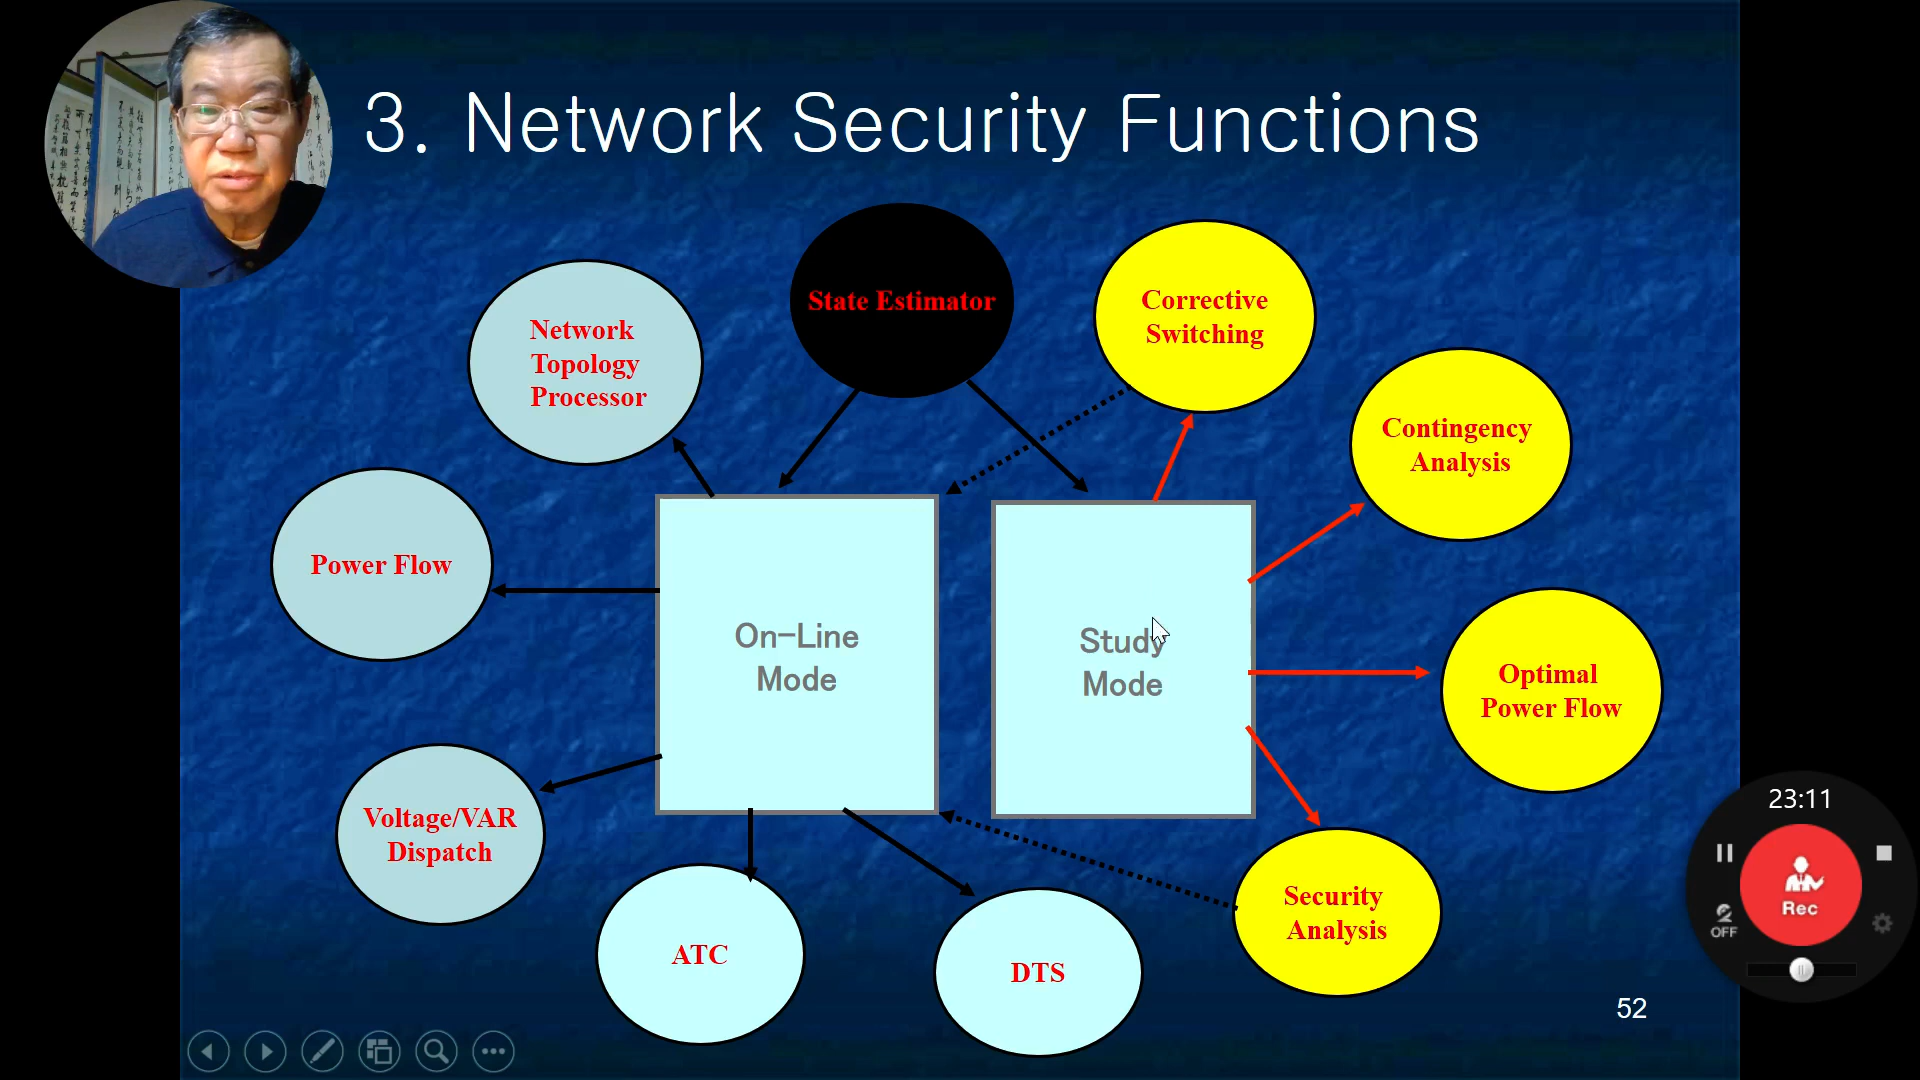 3. Network Security Functions
State Estimator
Corrective
Switching
Network
Topology
Processor
Contingency
Analysis
Power Flow
On-Line
Mode
Study
Mode
Optimal
Power Flow
Voltage/VAR
Dispatch
Security
Analysis
ATC
DTS
52
23:11
Rec
OFF